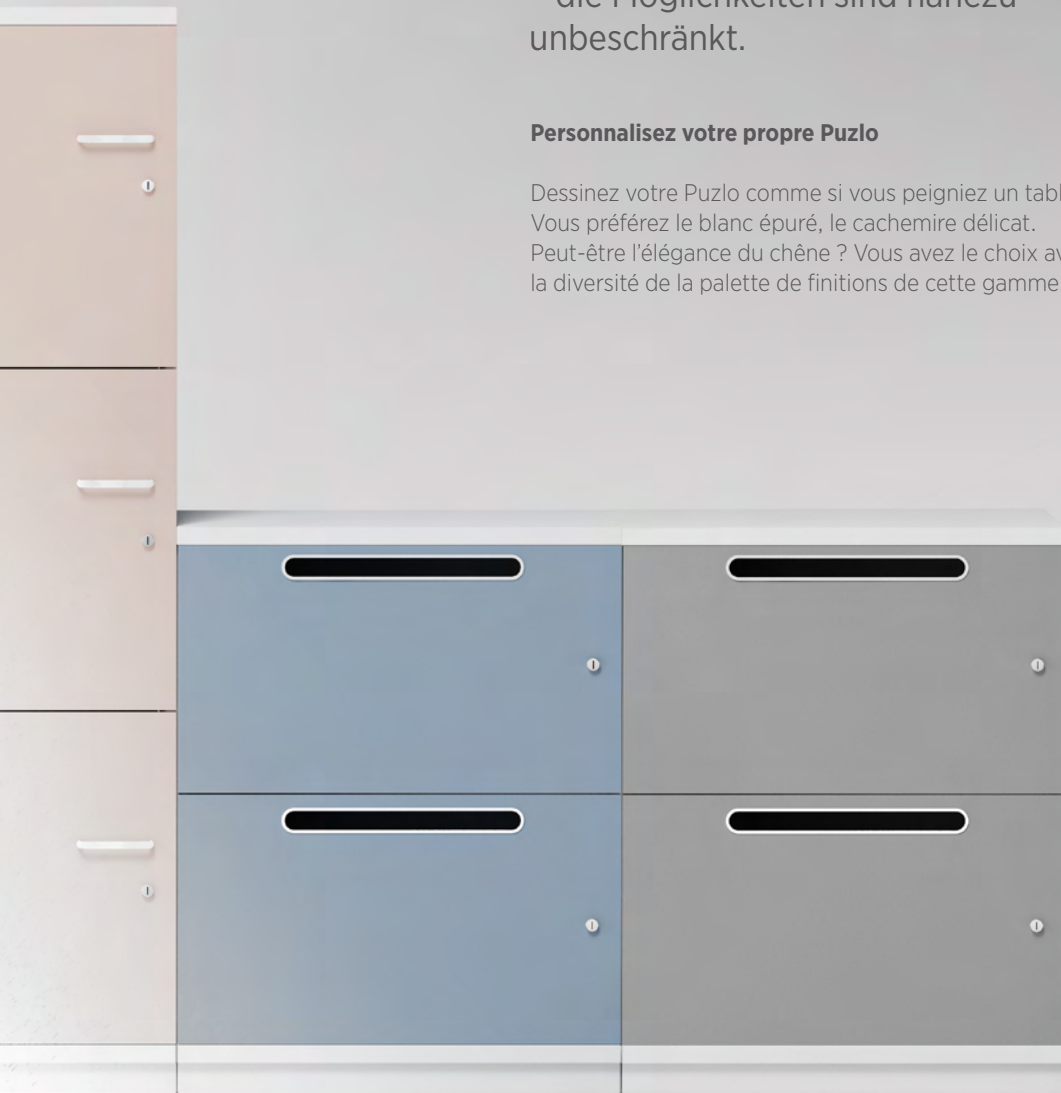 die Möglichkeiten sind nahezu
unbeschränkt.
Personnalisez votre propre Puzlo
Dessinez votre Puzlo comme si vous peigniez un
Vous préférez le blanc épuré, le cachemire délicat.
Peut-être l'élégance du chêne ? Vous avez le choix
la diversité de la palette de finitions de cette gamme